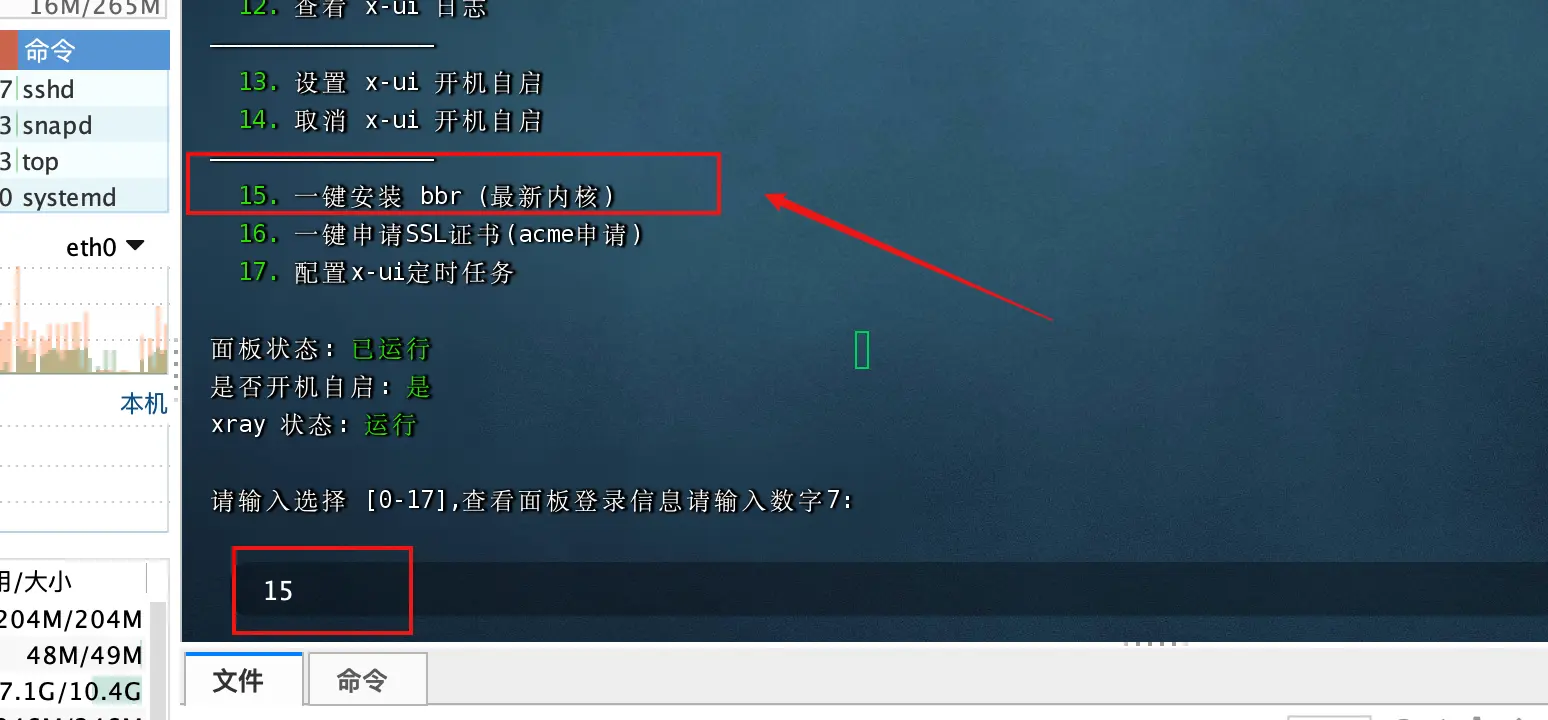 16M/265M
命令
7 sshd
3 snapd
3 top
0 systemd
eth0
本机
用/大小
204M/204M
48M/49M
7.1G/10.4G
12. 查看 x-ui 日志
13. 设置 x-ui 开机自启
14. 取消 x-ui 开机自启
15. 一键安装 bbr (最新内核)
16. 一键申请SSL证书(acme申请)
17. 配置x-ui定时任务
面板状态: 已运行
是否开机自启: 是
xray 状态: 运行
请输入选择 [0-17],查看面板登录信息请输入数字7:
15
文件
命令